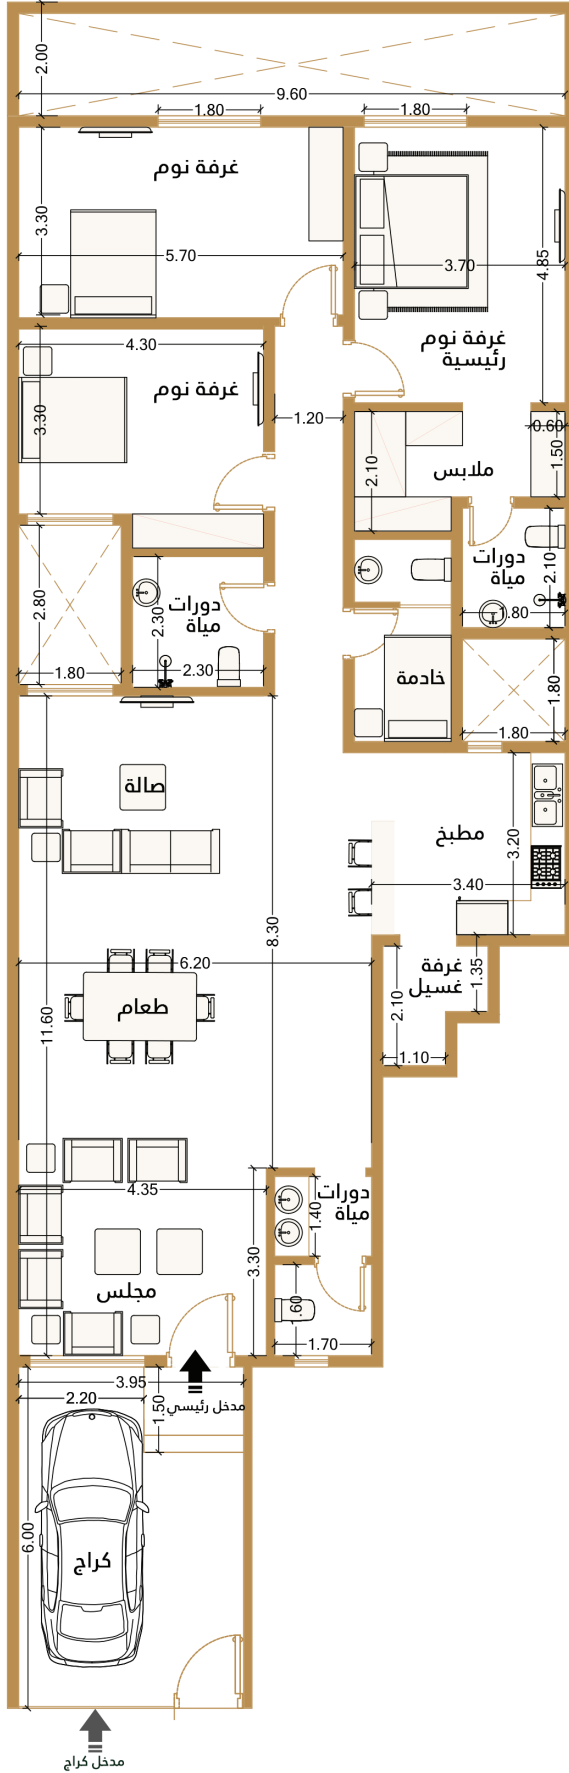 2.00
9.60
1.80
1.80
غرفة نوم
3.30
5.70
3.70
4.85
غرفة نوم
رئيسية
4.30
غرفة نوم
3.30
1.20
0.60
1.50
2.10
ملابس
دورات
مياة
2.10
1.80
دورات
مياة
2.30
2.30
2.80
1.80
خادمة
1.80
1.80
صالة
مطبخ
3.20
3.40
8.30
6.20
غرفة
غسيل
1.35
2.10
1.10
طعام
11.60
4.35
دورات
مياة
1.40
3.30
مجلس
1.60
1.70
3.95
2.20
1.50
مدخل رئيسي
6.00
كراج
مدخل كراج